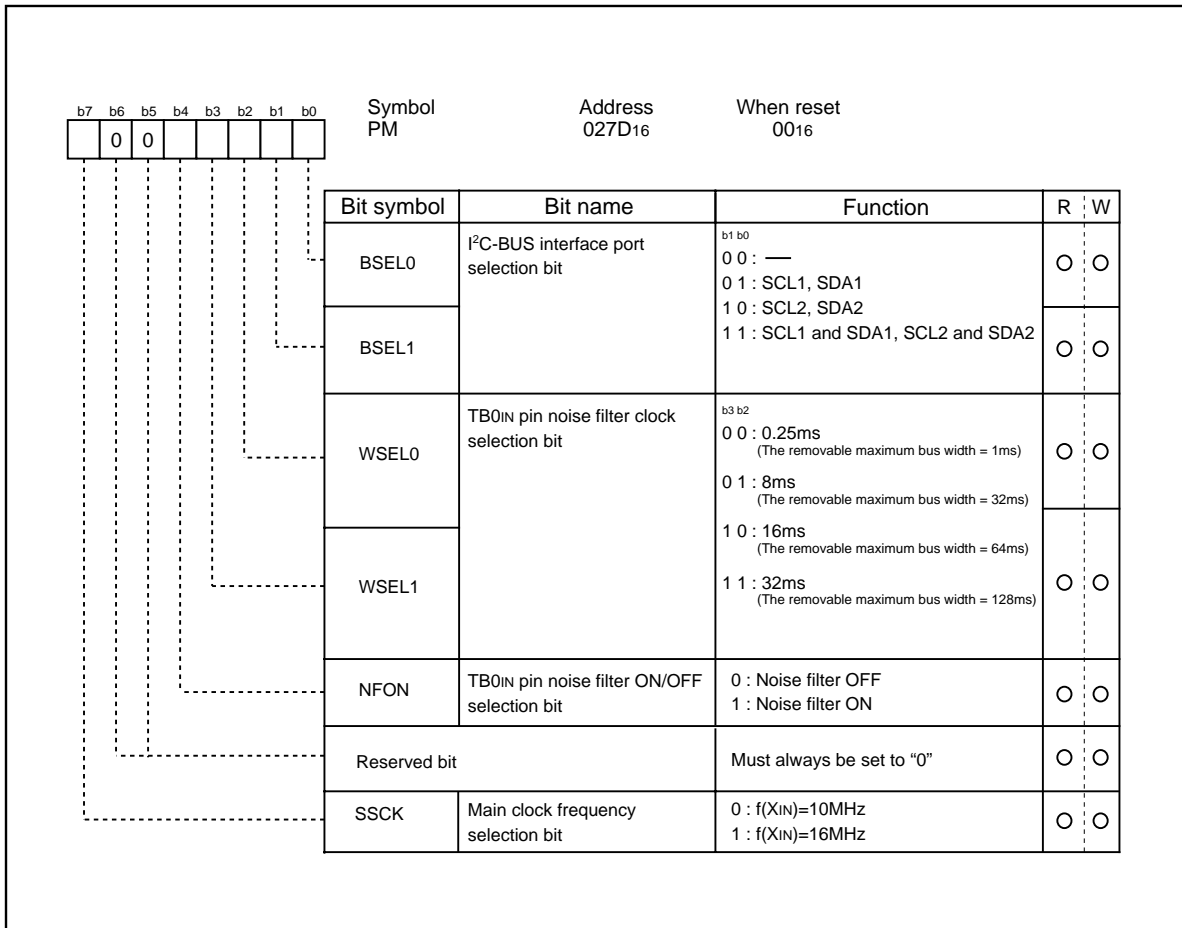 b7 b6 b5 b4 b3 b2 b1 b0
0 0
Symbol Address When reset
PM 027D16 0016
Bit symbol Bit name Function R W
BSEL0
I2C-BUS interface port
selection bit
b1 b0
0 0 : —
0 1 : SCL1, SDA1
1 0 : SCL2, SDA2
1 1 : SCL1 and SDA1, SCL2 and SDA2
BSEL1
WSEL0
TB0IN pin noise filter clock
selection bit
b3 b2
0 0 : 0.25ms
(The removable maximum bus width = 1ms)
0 1 : 8ms
(The removable maximum bus width = 32ms)
1 0 : 16ms
(The removable maximum bus width = 64ms)
1 1 : 32ms
(The removable maximum bus width = 128ms)
WSEL1
NFON
TB0IN pin noise filter ON/OFF
selection bit
0 : Noise filter OFF
1 : Noise filter ON
Reserved bit
Must always be set to “0”
SSCK
Main clock frequency
selection bit
0 : f(XIN)=10MHz
1 : f(XIN)=16MHz